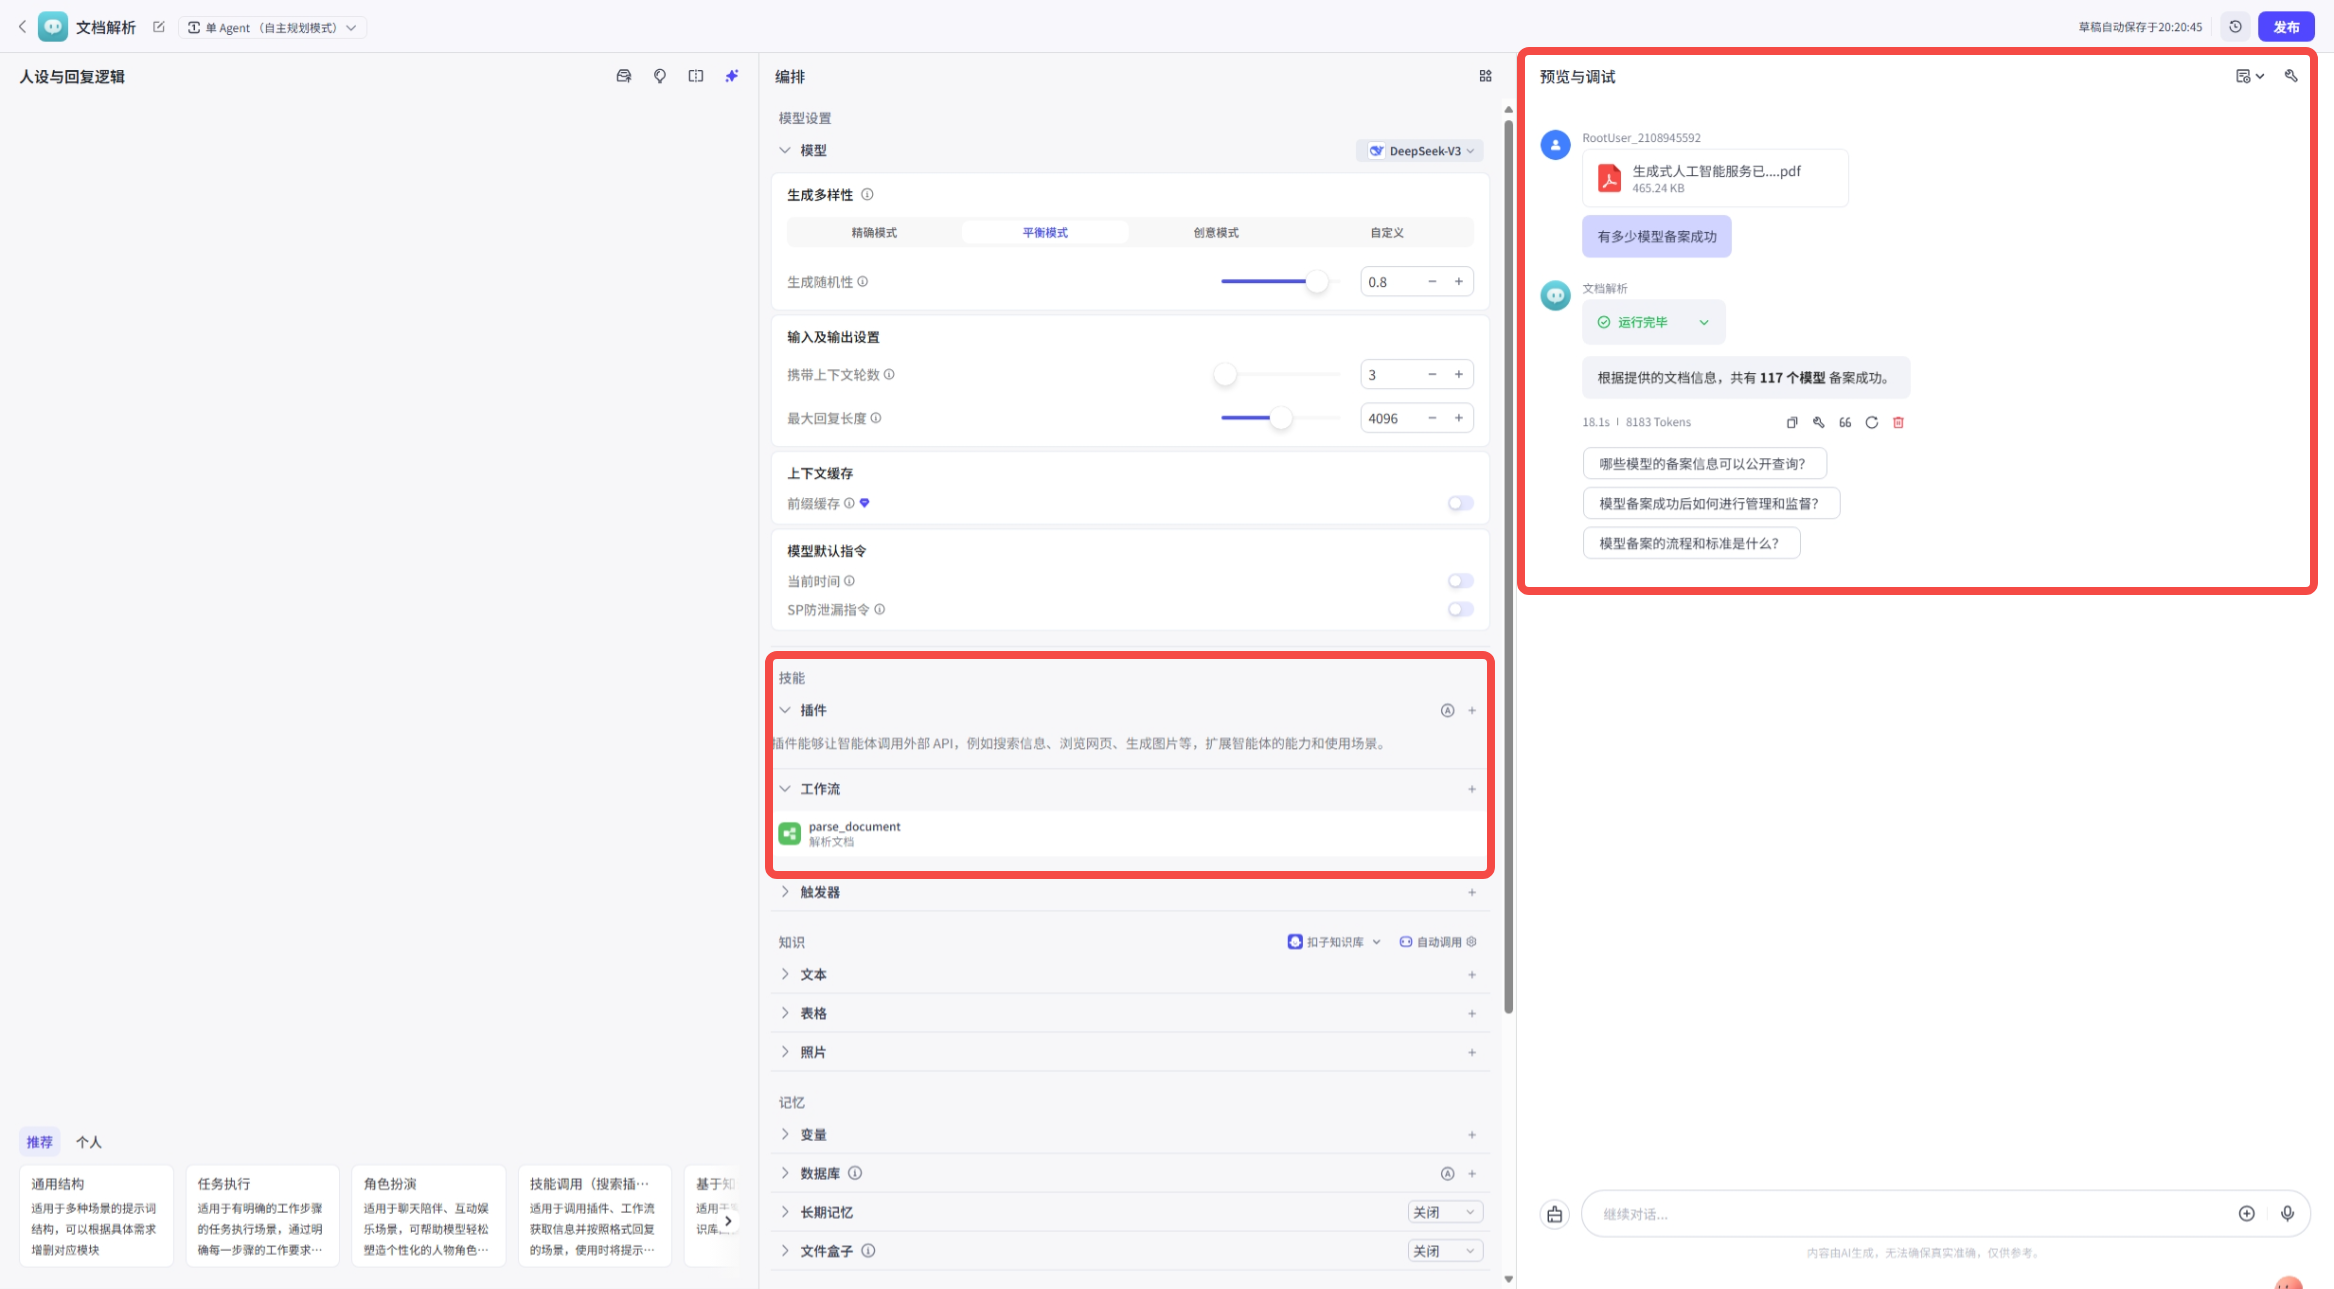 文档解析
单 Agent （自主规划模式）
草稿自动保存于20:20:45
发布
人设与回复逻辑
推荐
个人
通用结构
适用于多种场景的提示词
结构，可以根据具体需求
增删对应模块
任务执行
适用于有明确的工作步骤
的任务执行场景，通过明
确每一步骤的工作要求···
角色扮演
适用于聊天陪伴、互动娱
乐场景，可帮助模型轻松
塑造个性化的人物角色···
技能调用（搜索插···
适用于调用插件、工作流
获取信息并按照格式回复
的场景，使用时将提示···
基于知
适用于
识库
编排
模型设置
模型
DeepSeek-V3
生成多样性
精确模式
平衡模式
创意模式
自定义
生成随机性
0.8
输入及输出设置
携带上下文轮数
3
最大回复长度
4096
上下文缓存
前缀缓存
模型默认指令
当前时间
SP防泄漏指令
技能
插件
插件能够让智能体调用外部 API，例如搜索信息、浏览网页、生成图片等，扩展智能体的能力和使用场景。
工作流
parse_document
解析文档
触发器
知识
扣子知识库
自动调用
文本
表格
照片
记忆
变量
数据库
长期记忆
关闭
文件盒子
关闭
预览与调试
RootUser_2108945592
生成式人工智能服务已....pdf
465.24 KB
有多少模型备案成功
文档解析
运行完毕
根据提供的文档信息，共有 117 个模型 备案成功。
18.1s | 8183 Tokens
哪些模型的备案信息可以公开查询？
模型备案成功后如何进行管理和监督？
模型备案的流程和标准是什么？
继续对话...
内容由AI生成，无法确保真实准确，仅供参考。